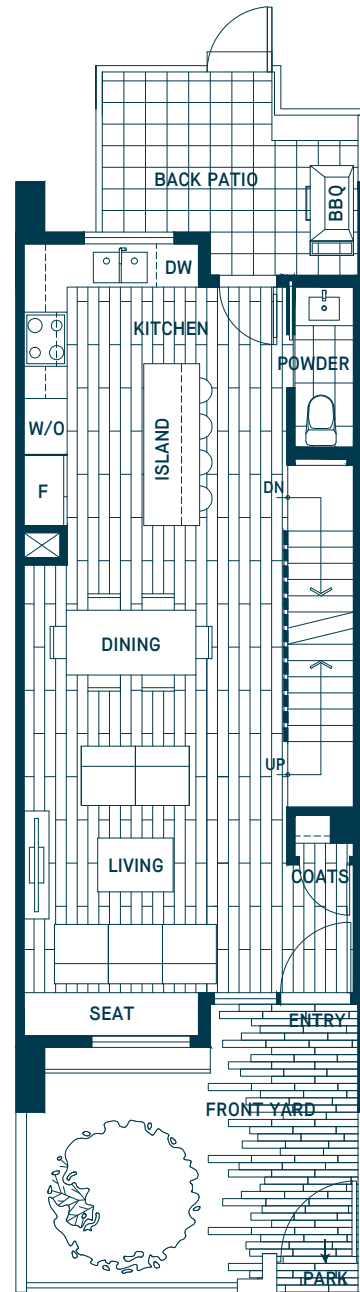 BACK PATIO
BBQ
DW
KITCHEN
POWDER
W/O
ISLAND
F
DN
DINING
UP
LIVING
COATS
SEAT
ENTRY
FRONT YARD
PARK